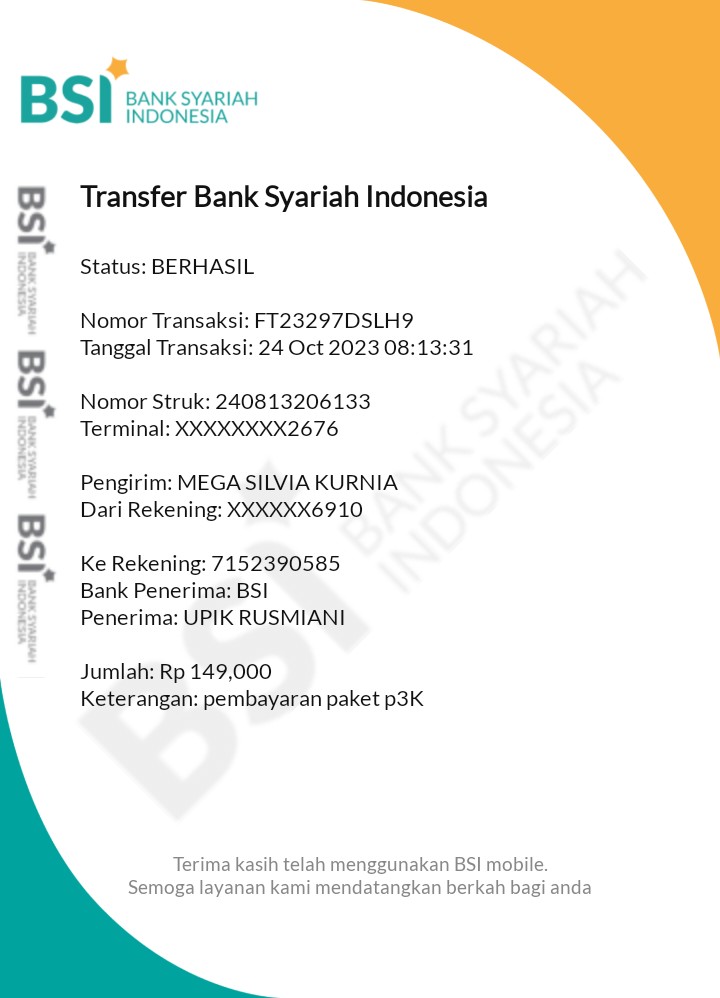 BSI BANK SYARIAH
INDONESIA
Transfer Bank Syariah Indonesia
Status: BERHASIL
Nomor Transaksi: FT23297DSLH9
Tanggal Transaksi: 24 Oct 2023 08:13:31
Nomor Struk: 240813206133
Terminal: XXXXXXXX2676
Pengirim: MEGA SILVIA KURNIA
Dari Rekening: XXXXXX6910
Ke Rekening: 7152390585
Bank Penerima: BSI
Penerima: UPIK RUSMIANI
Jumlah: Rp 149,000
Keterangan: pembayaran paket p3K
Terima kasih telah menggunakan BSI mobile.
Semoga layanan kami mendatangkan berkah bagi anda
BSI BANK SYARIAH
INDONESIA
BSI BANK SYARIAH
INDONESIA
BSI BANK SYARIAH
INDONESIA
BSI BANK SYARIAH
INDONESIA